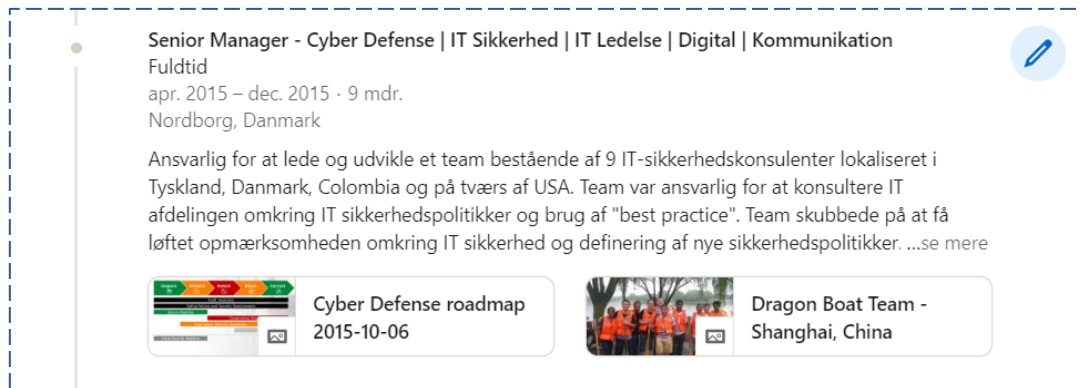 Senior Manager - Cyber Defense | IT Sikkerhed | IT Ledelse | Digital | Kommunikation
Fuldtid
apr. 2015 – dec. 2015 · 9 mdr.
Nordborg, Danmark
Ansvarlig for at lede og udvikle et team bestående af 9 IT-sikkerhedskonsulenter lokaliseret i
Tyskland, Danmark, Colombia og på tværs af USA. Team var ansvarlig for at konsultere IT
afdelingen omkring IT sikkerhedspolitikker og brug af "best practice". Team skubbede på at få
løftet opmærksomheden omkring IT sikkerhed og definering af nye sikkerhedspolitikker. ...se mere
Cyber Defense roadmap
2015-10-06
Dragon Boat Team -
Shanghai, China